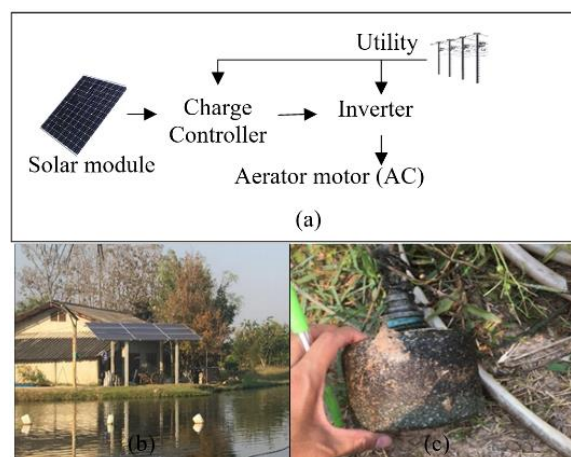 Utility
Solar module
Charge
Controller
Inverter
Aerator motor (AC)
(a)
(b)
(c)